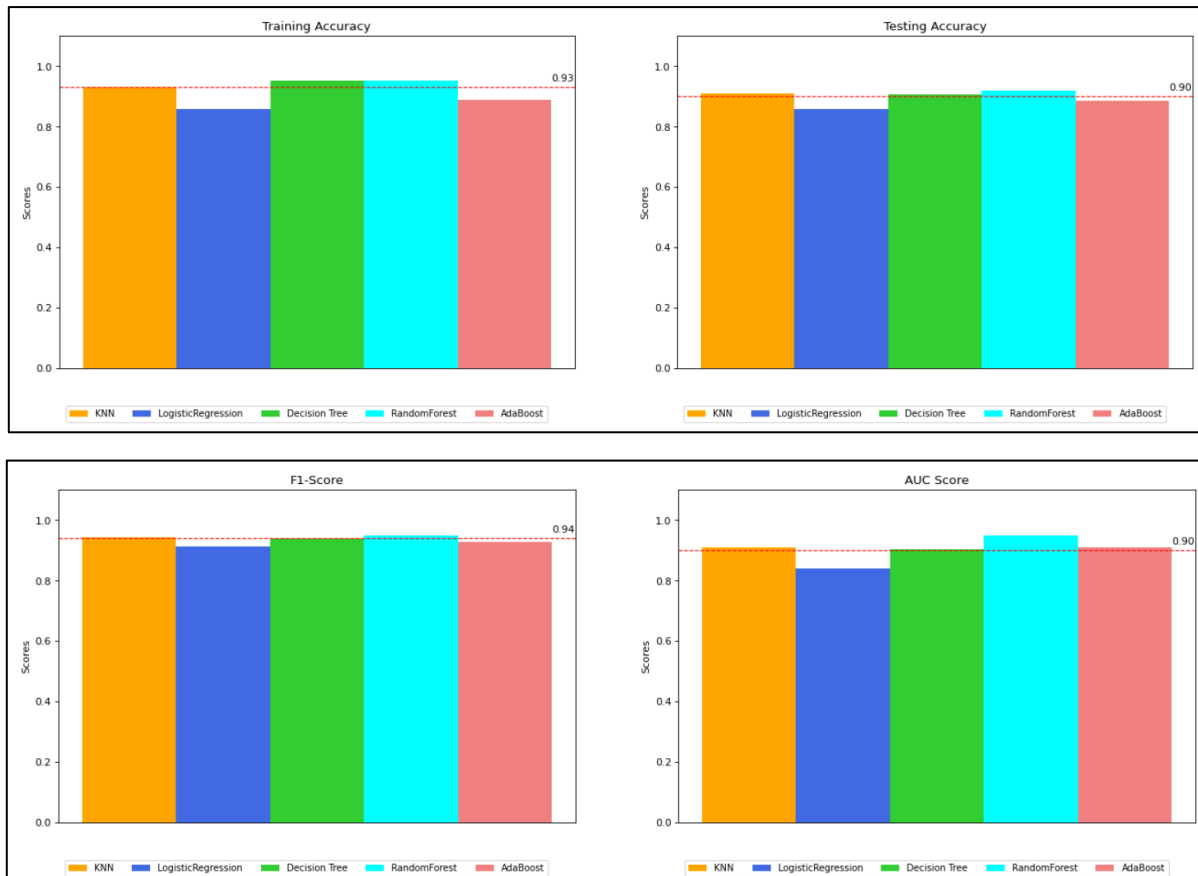 Training Accuracy
Testing Accuracy
1.0
0.8
0.6
0.4
0.2
0.0
Scores
0.93
1.0
0.8
0.6
0.4
0.2
0.0
Scores
0.90
KNN LogisticRegression Decision Tree RandomForest AdaBoost
KNN LogisticRegression Decision Tree RandomForest AdaBoost
F1-Score
AUC Score
1.0
0.8
0.6
0.4
0.2
0.0
Scores
0.94
1.0
0.8
0.6
0.4
0.2
0.0
Scores
0.90
KNN LogisticRegression Decision Tree RandomForest AdaBoost
KNN LogisticRegression Decision Tree RandomForest AdaBoost